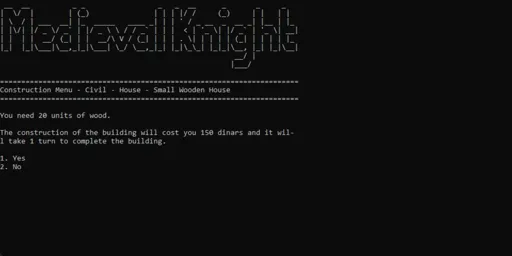 Medieval Knight
Construction Menu - Civil - House - Small Wooden House
You need 20 units of wood.
The construction of the building will cost you 150 dinars and it wil-
l take 1 turn to complete the building.
1. Yes
2. No